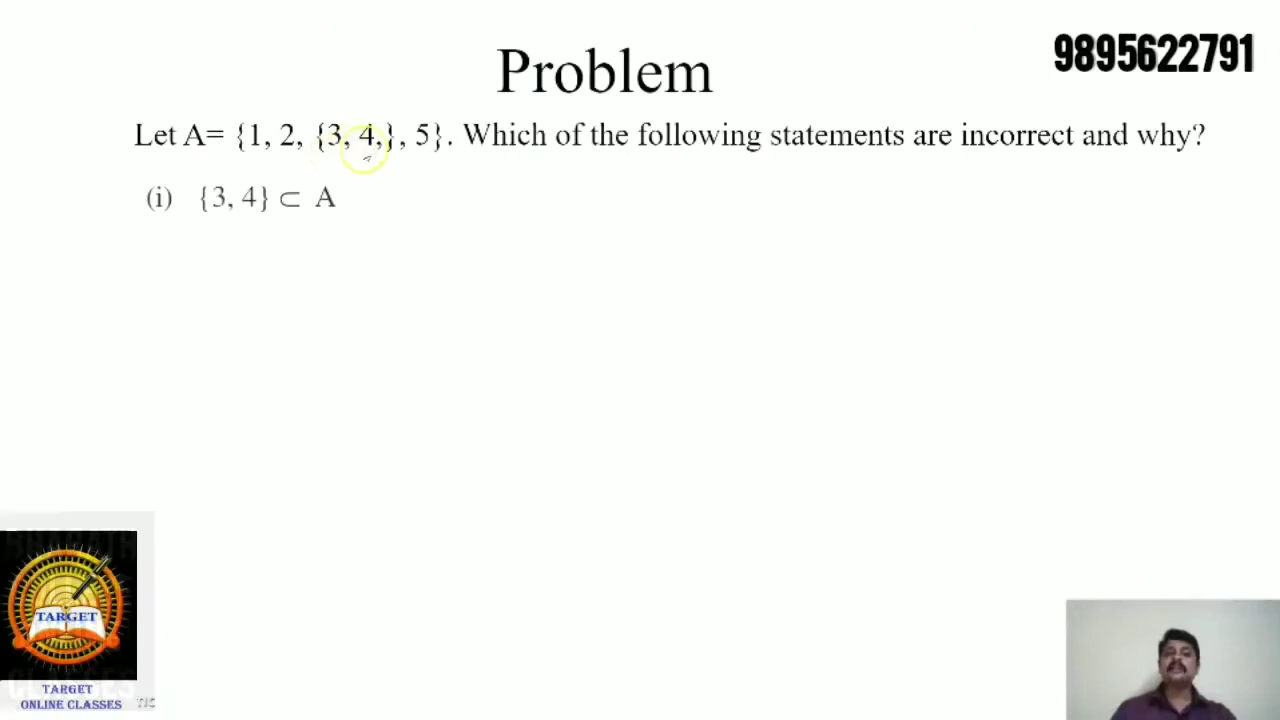 Problem
9895622791
Let A= {1, 2, {3, 4,} , 5}. Which of the following statements are incorrect and why?
(i) {3, 4} ⊂ A
TARGET
TARGET
ONLINE CLASSES